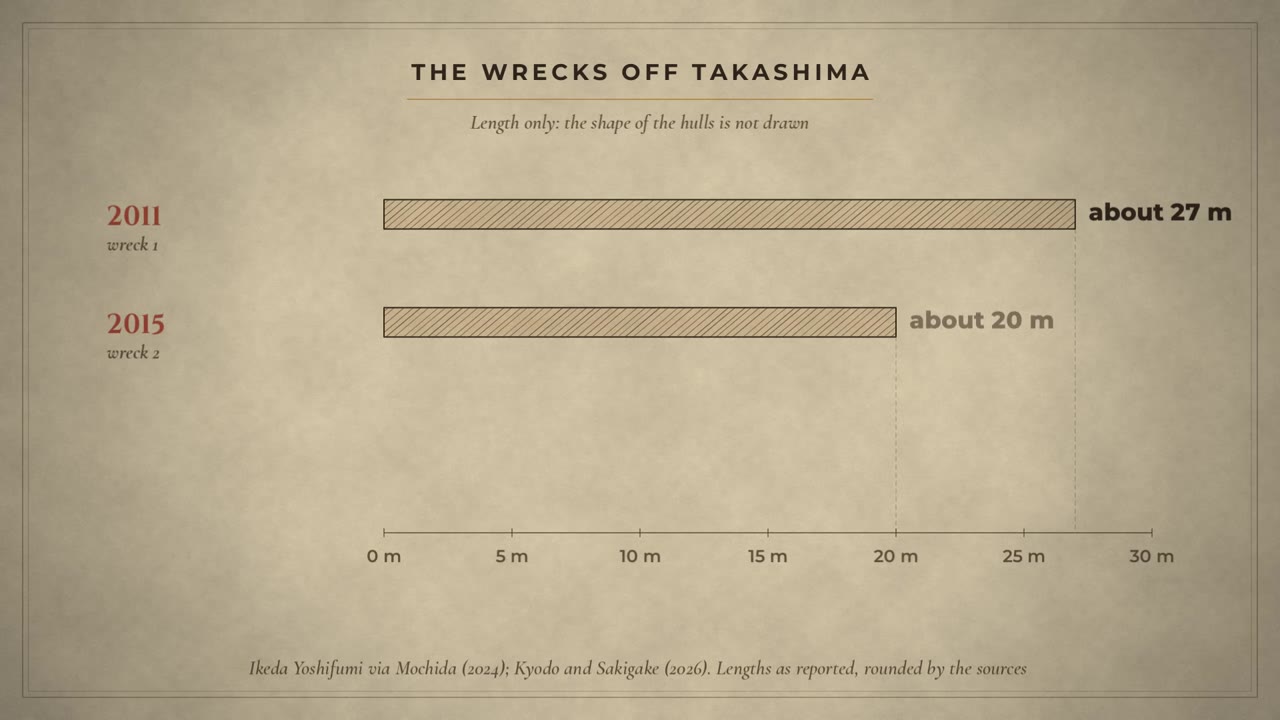 THE WRECKS OFF TAKASHIMA
Length only: the shape of the hulls is not drawn
2011
wreck 1
about 27 m
2015
wreck 2
about 20 m
0 m 5 m 10 m 15 m 20 m 25 m 30 m
Ikeda Yoshifumi via Mochida (2024); Kyodo and Sakigake (2026). Lengths as reported, rounded by the sources